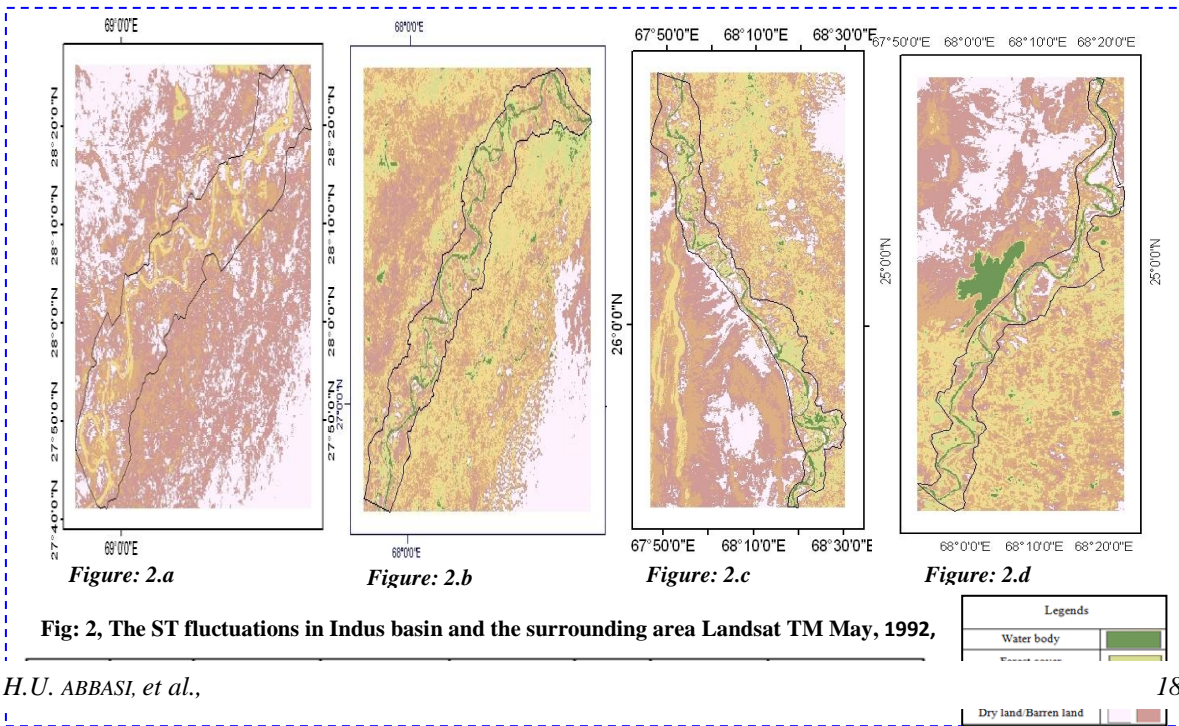 69°0'0"E
68°0'0"E
67°50'0"E 68°10'0"E 68°30'0"E
67°50'0"E 68°0'0"E 68°10'0"E 68°20'0"E
28°20'0"N
28°10'0"N
28°0'0"N
27°50'0"N
27°40'0"N
28°20'0"N
28°10'0"N
28°0'0"N
27°50'0"N
27°0'0"N
26°0'0"N
25°0'0"N
25°0'0"N
69°0'0"E
68°0'0"E
67°50'0"E 68°10'0"E 68°30'0"E
68°0'0"E 68°10'0"E 68°20'0"E
Figure: 2.a
Figure: 2.b
Figure: 2.c
Figure: 2.d
Fig: 2, The ST fluctuations in Indus basin and the surrounding area Landsat TM May, 1992,
Legends
Water body
H.U. ABBASI, et al.,
18
Dry land/Barren land